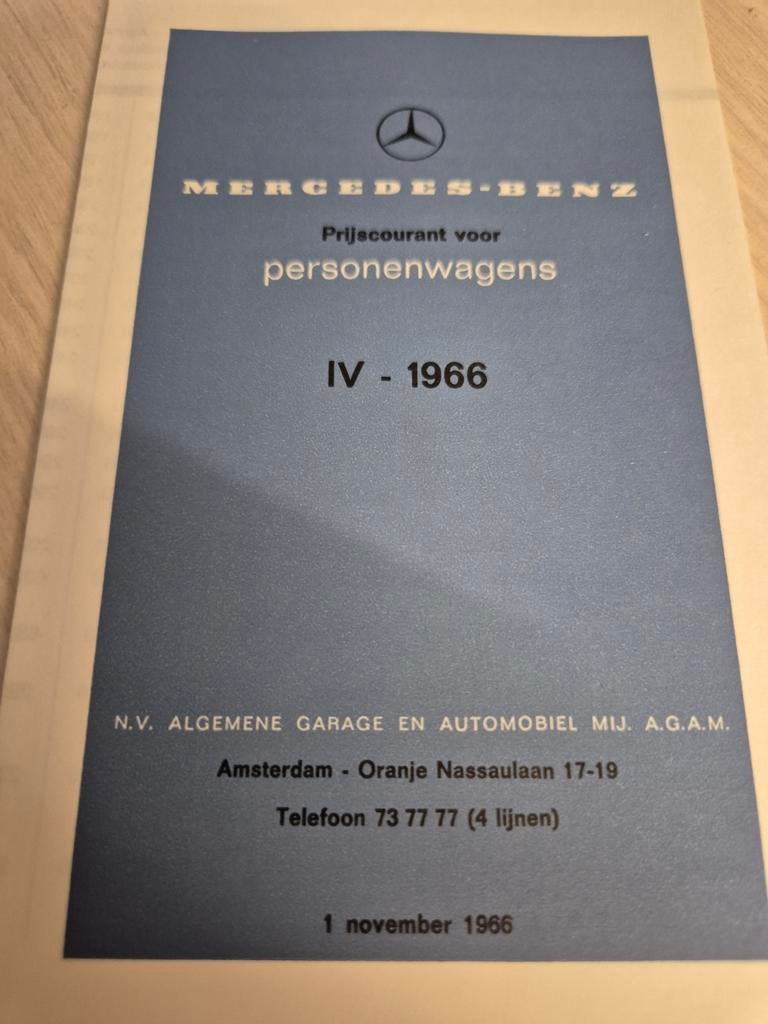 MERCEDES-BENZ
Prijscourant voor
personenwagens
IV - 1966
N.V. ALGEMENE GARAGE EN AUTOMOBIEL MIJ. A.G.A.M.
Amsterdam - Oranje Nassaulaan 17-19
Telefoon 73 77 77 (4 lijnen)
1 november 1966